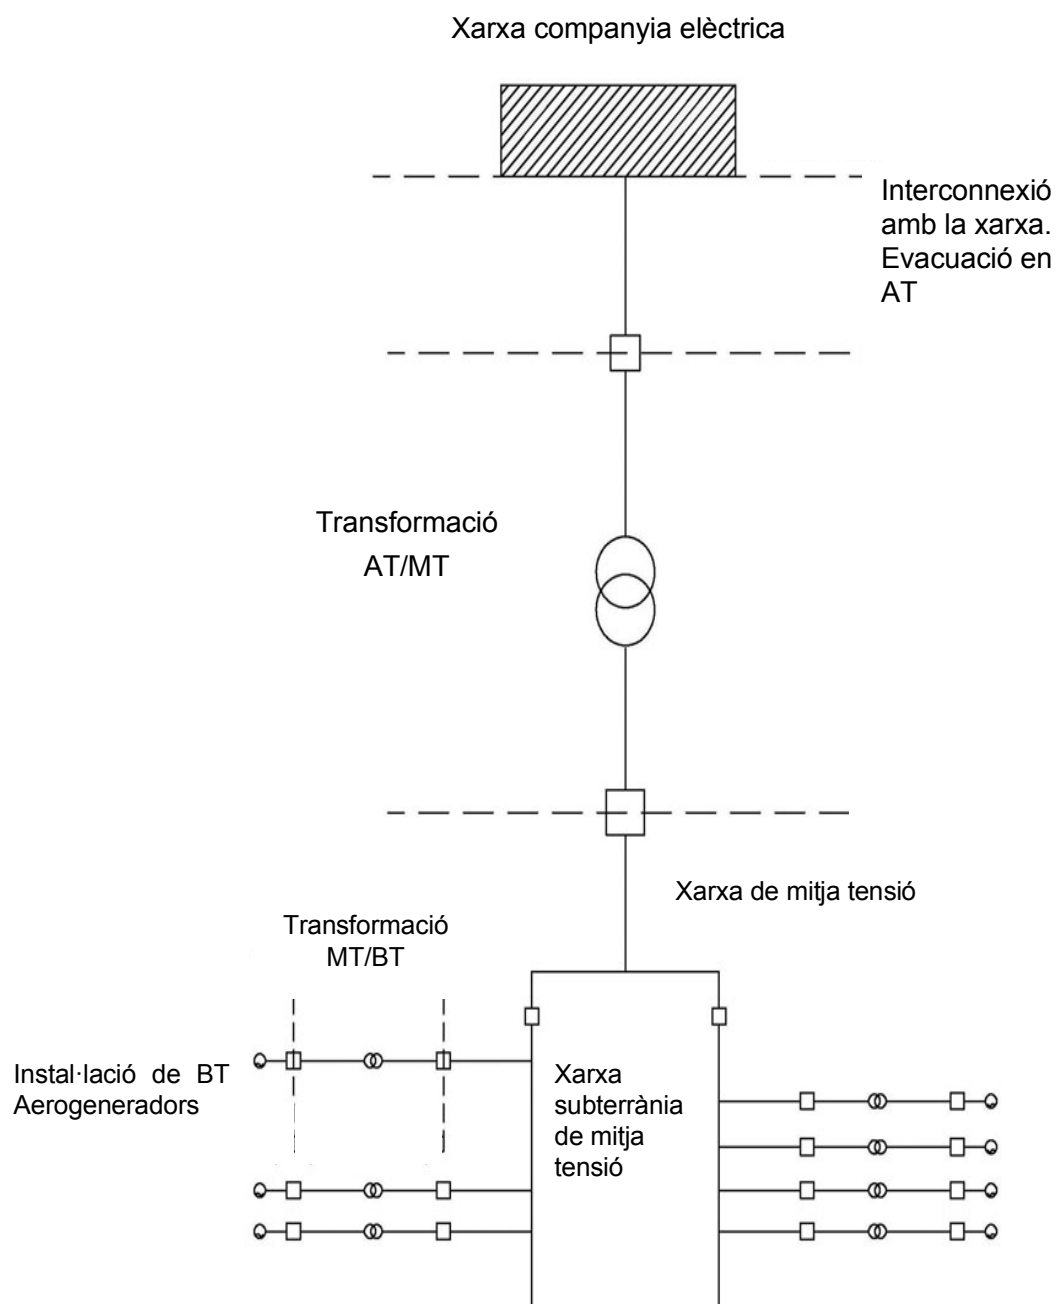 Xarxa companyia elèctrica
Interconnexió
amb la xarxa.
Evacuació en
AT
Transformació
AT/MT
Xarxa de mitja tensió
Transformació
MT/BT
Instal·lació de BT
Aerogeneradors
Xarxa
subterrània
de mitja
tensió